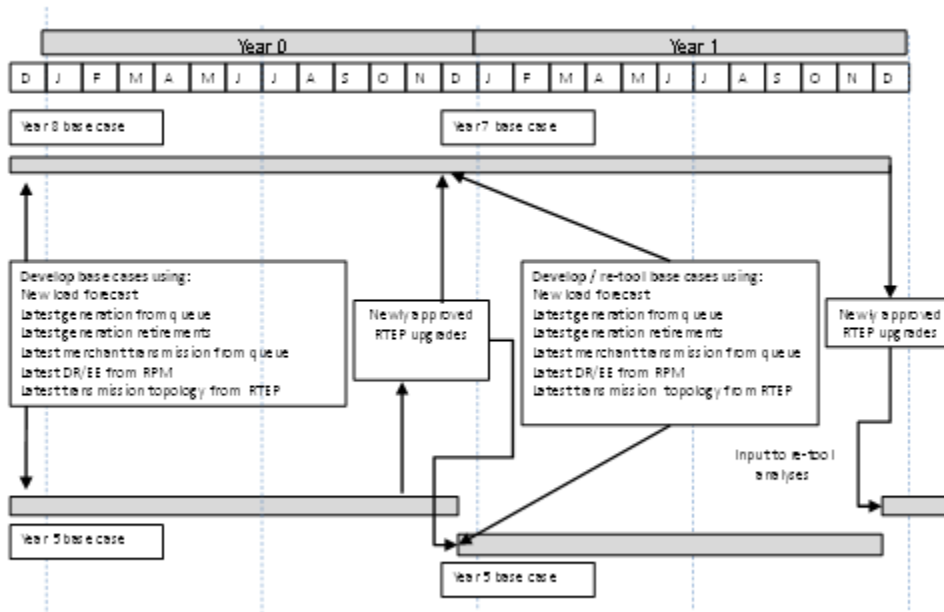 Year 0
Year 1
D J F M A M J J A S O N D J F M A M J J A S O N D
Year 8 base case
Year 7 base case
Develop base cases using:
New load forecast
Latest generation from queue
Latest generation retirements
Latest merchant transmission from queue
Latest DR/EE from RPM
Latest transmission topology from RTEP
Newly approved
RTEP upgrades
Develop / re-tool base cases using:
New load forecast
Latest generation from queue
Latest generation retirements
Latest merchant transmission from queue
Latest DR/EE from RPM
Latest transmission topology from RTEP
Newly approved
RTEP upgrades
Input to re-tool
analyses
Year 5 base case
Year 5 base case